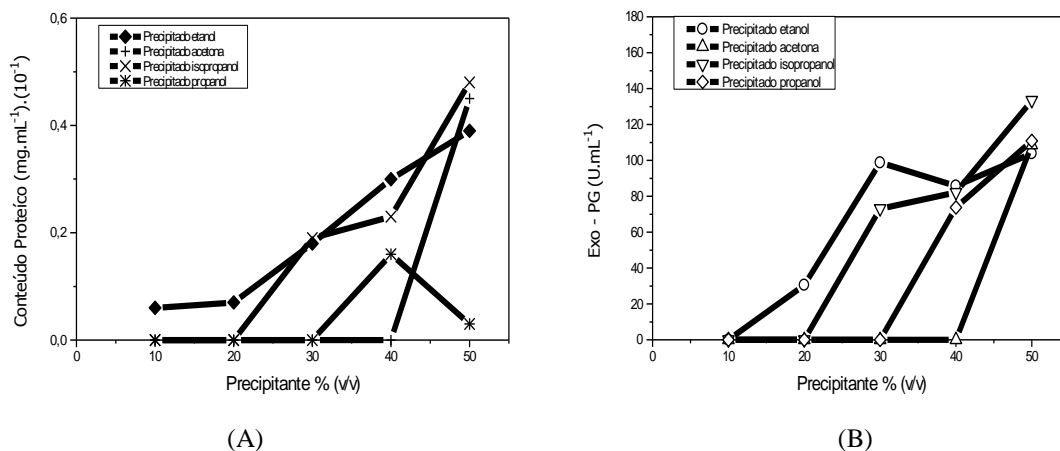 0,6
0,4
0,2
0,0
Conteúdo Proteíco (mg.mL⁻¹).(10⁻¹)
Precipitado etanol
Precipitado acetona
Precipitado isopropanol
Precipitado propanol
0 10 20 30 40 50
Precipitante % (v/v)
(A)
180
160
140
120
100
80
60
40
20
0
Exo - PG (U.mL⁻¹)
Precipitado etanol
Precipitado acetona
Precipitado isopropanol
Precipitado propanol
0 10 20 30 40 50
Precipitante % (v/v)
(B)